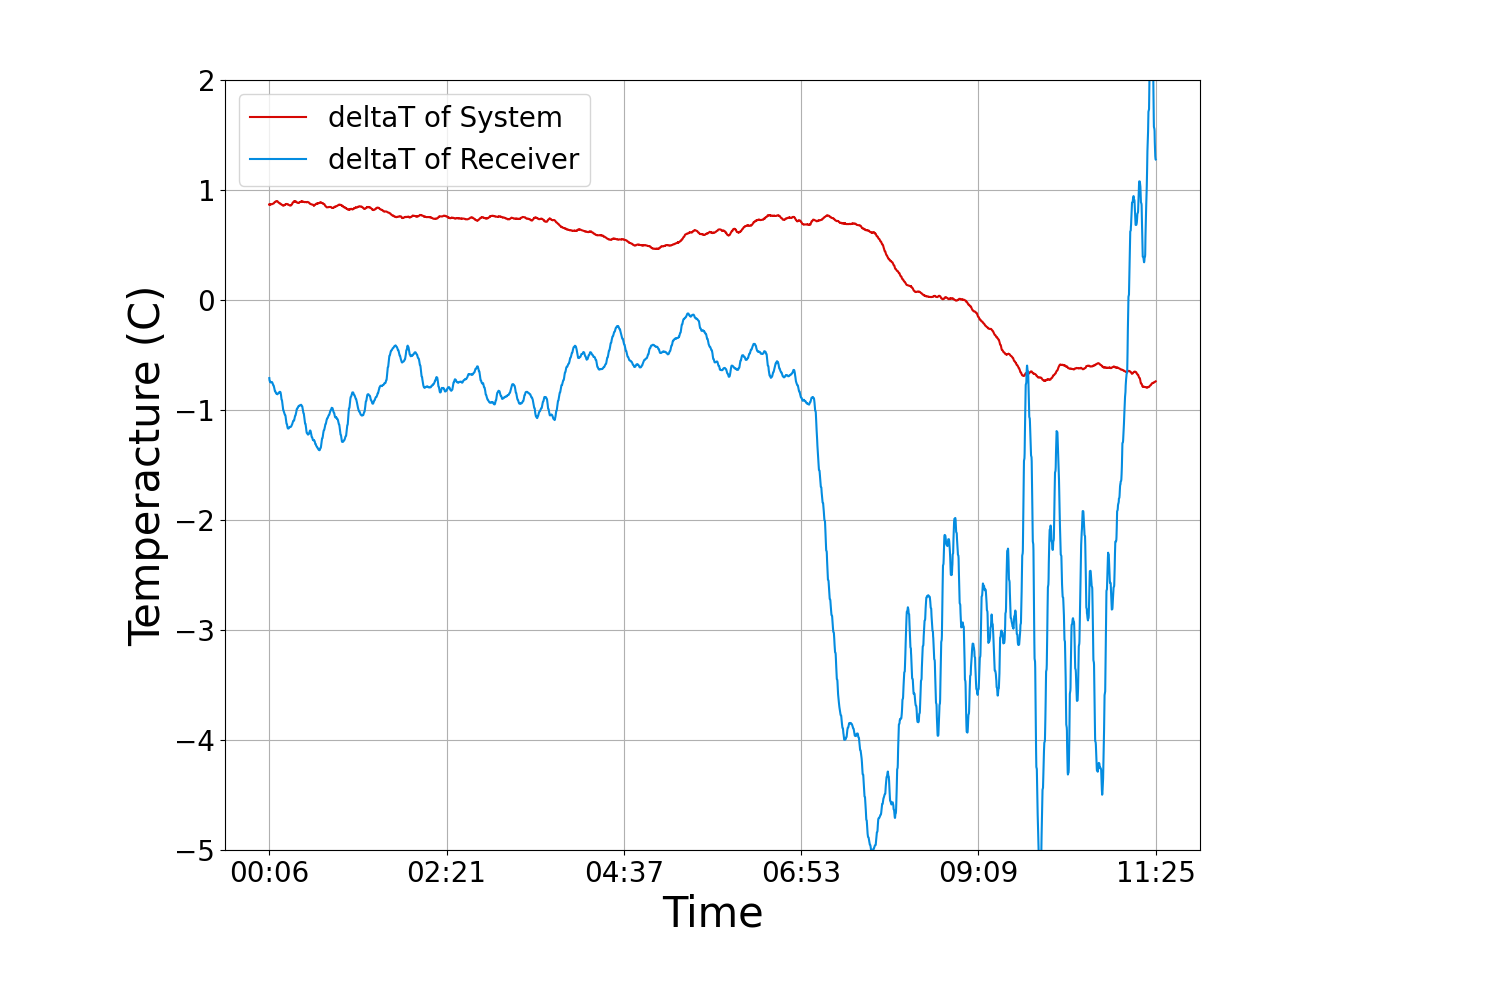 2
1
0
−1
−2
−3
−4
−5
Temperacture (C)
deltaT of System
deltaT of Receiver
00:06 02:21 04:37 06:53 09:09 11:25
Time